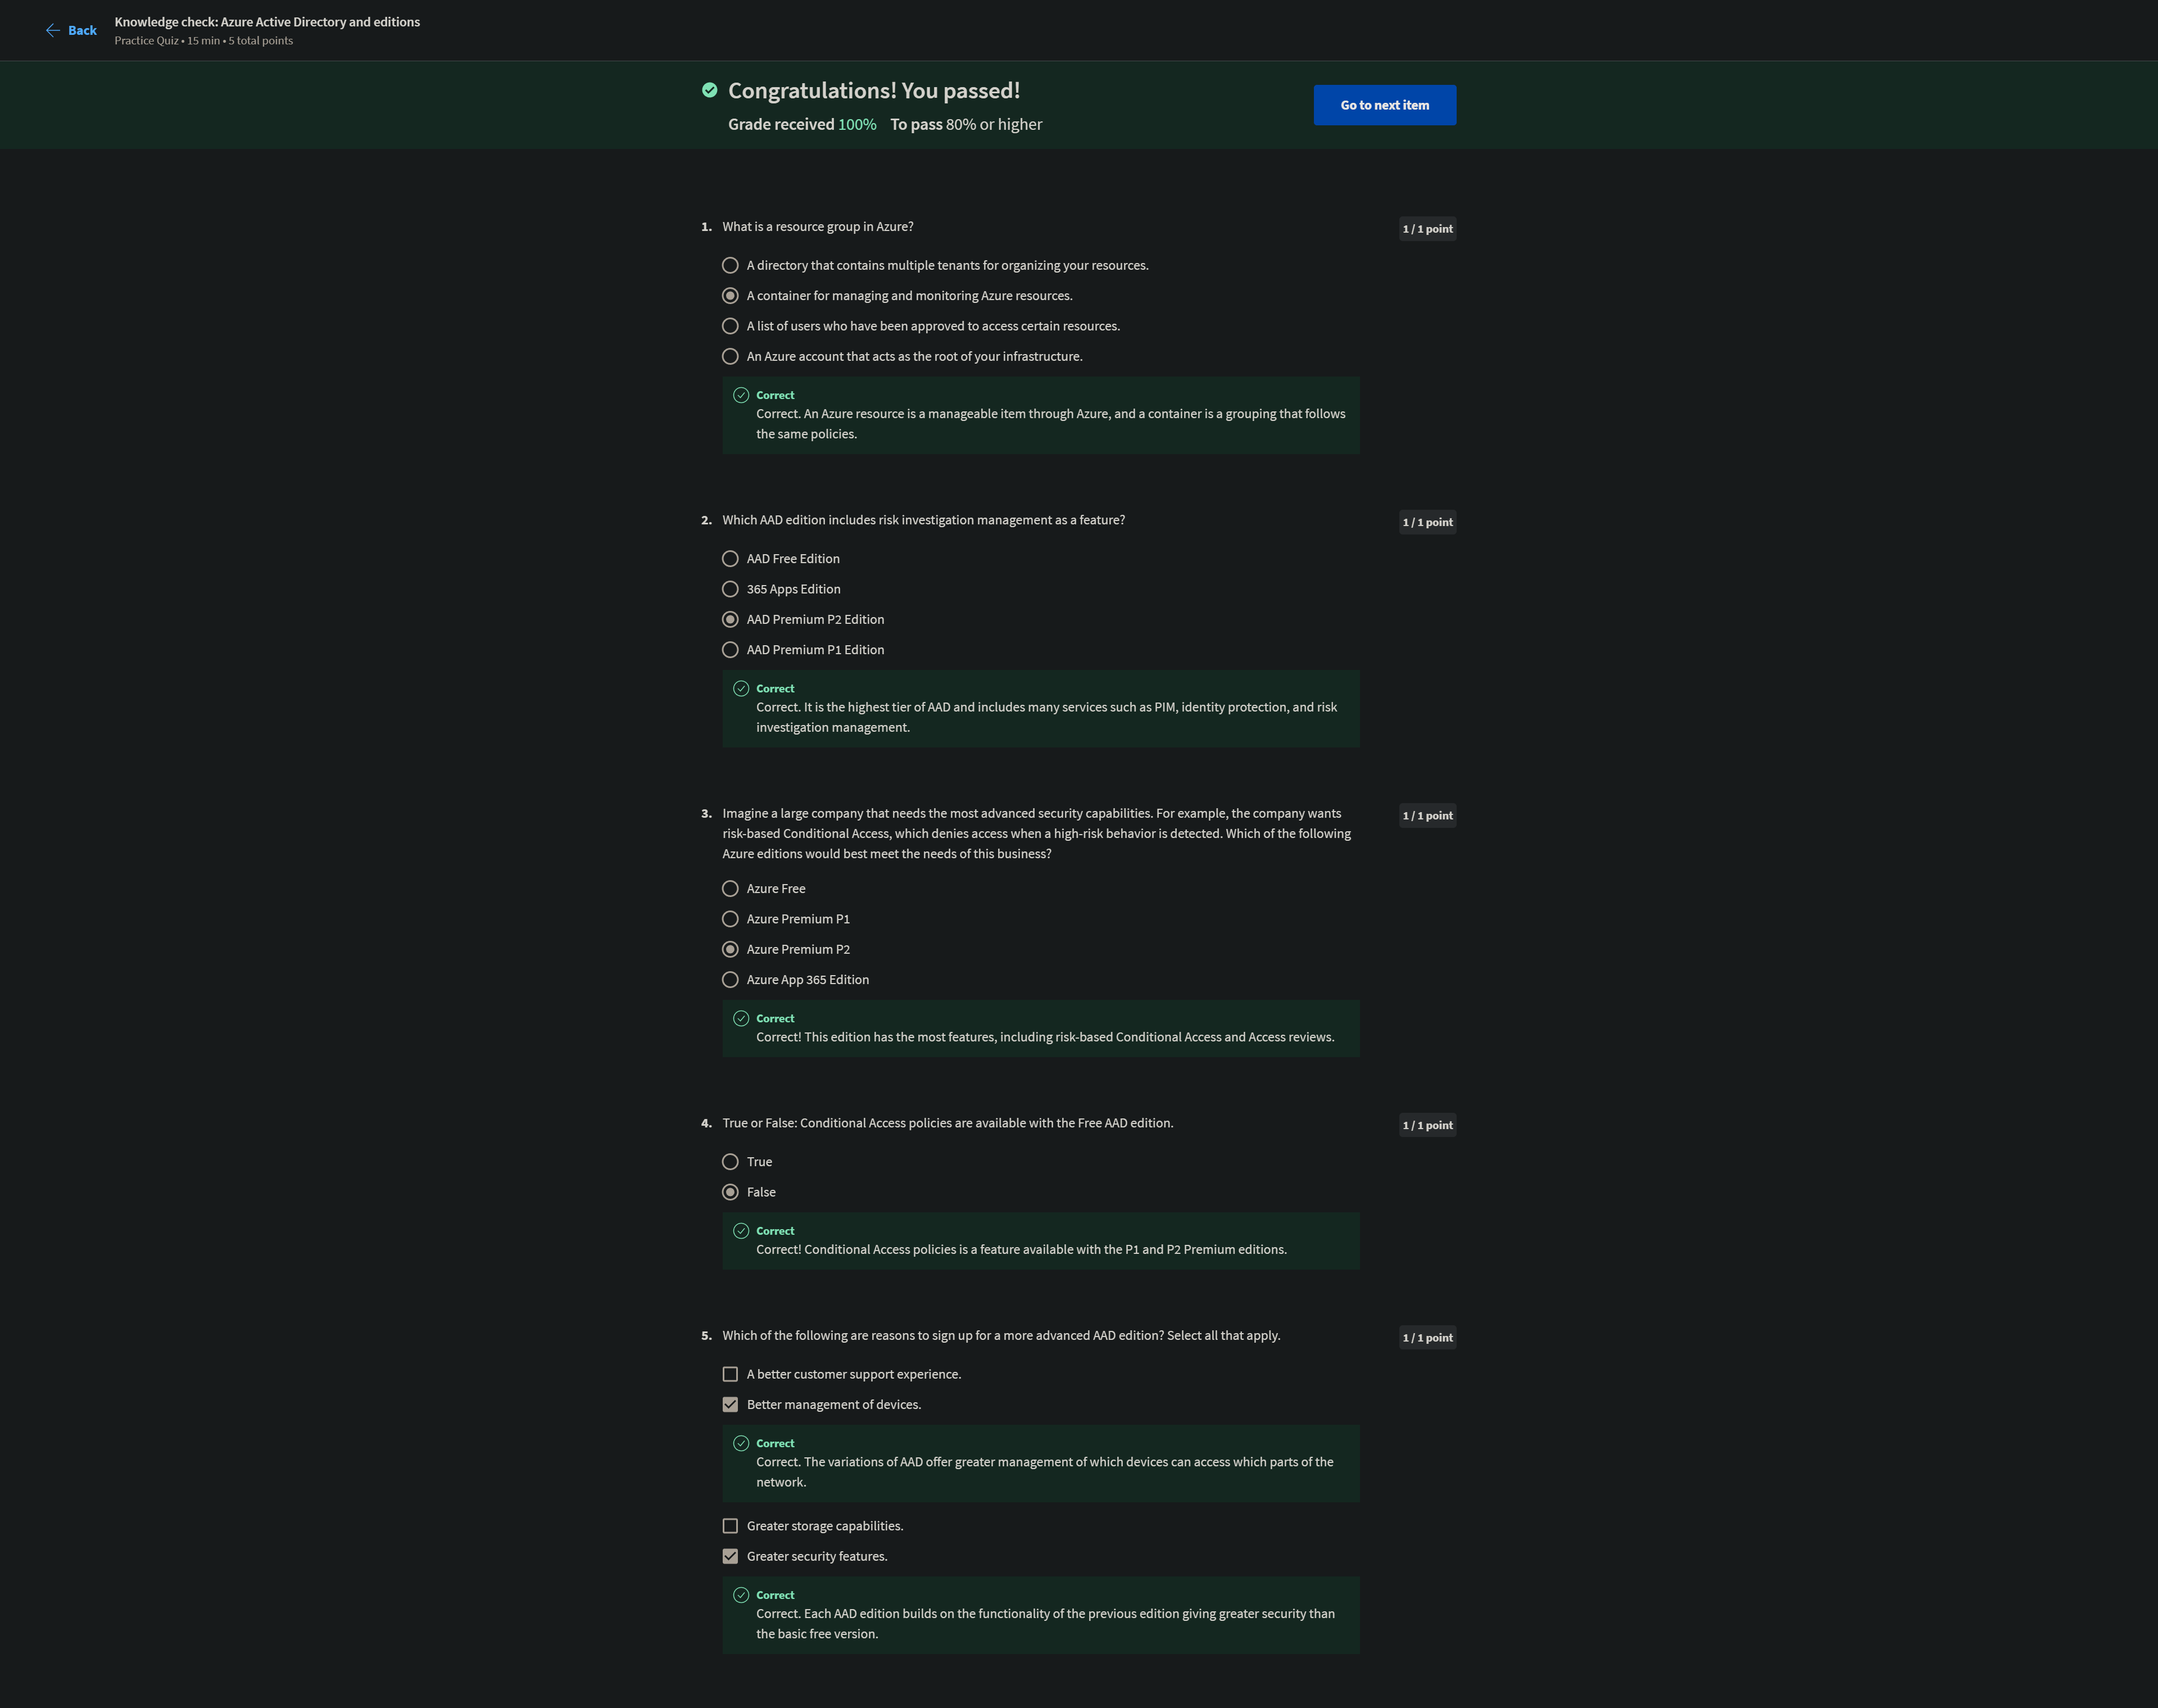 Back
Knowledge check: Azure Active Directory and editions
Practice Quiz • 15 min • 5 total points
Congratulations! You passed!
Grade received 100% To pass 80% or higher
Go to next item
1. What is a resource group in Azure?
1 / 1 point
A directory that contains multiple tenants for organizing your resources.
A container for managing and monitoring Azure resources.
A list of users who have been approved to access certain resources.
An Azure account that acts as the root of your infrastructure.
Correct
Correct. An Azure resource is a manageable item through Azure, and a container is a grouping that follows
the same policies.
2. Which AAD edition includes risk investigation management as a feature?
1 / 1 point
AAD Free Edition
365 Apps Edition
AAD Premium P2 Edition
AAD Premium P1 Edition
Correct
Correct. It is the highest tier of AAD and includes many services such as PIM, identity protection, and risk
investigation management.
3. Imagine a large company that needs the most advanced security capabilities. For example, the company wants
risk-based Conditional Access, which denies access when a high-risk behavior is detected. Which of the following
Azure editions would best meet the needs of this business?
1 / 1 point
Azure Free
Azure Premium P1
Azure Premium P2
Azure App 365 Edition
Correct
Correct! This edition has the most features, including risk-based Conditional Access and Access reviews.
4. True or False: Conditional Access policies are available with the Free AAD edition.
1 / 1 point
True
False
Correct
Correct! Conditional Access policies is a feature available with the P1 and P2 Premium editions.
5. Which of the following are reasons to sign up for a more advanced AAD edition? Select all that apply.
1 / 1 point
A better customer support experience.
Better management of devices.
Correct
Correct. The variations of AAD offer greater management of which devices can access which parts of the
network.
Greater storage capabilities.
Greater security features.
Correct
Correct. Each AAD edition builds on the functionality of the previous edition giving greater security than
the basic free version.